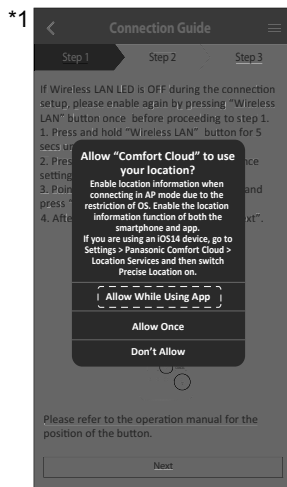 *1
Connection Guide
Step 1 Step 2 Step 3
If Wireless LAN LED is OFF during the connection
setup, please enable again by pressing "Wireless
LAN" button once before proceeding to step 1.
1. Press and hold "Wireless LAN" button for 5
secs
2. Pres
setting
3. Poin and
press "
4. Afte
Allow "Comfort Cloud" to use
your location?
Enable location information when
connecting in AP mode due to the
restriction of OS. Enable the location
information function of both the
smartphone and app.
If you are using an iOS14 device, go to
Settings > Panasonic Comfort Cloud >
Location Services and then switch
Precise Location on.
Allow While Using App
Allow Once
Don't Allow
Please refer to the operation manual for the
position of the button.
Next